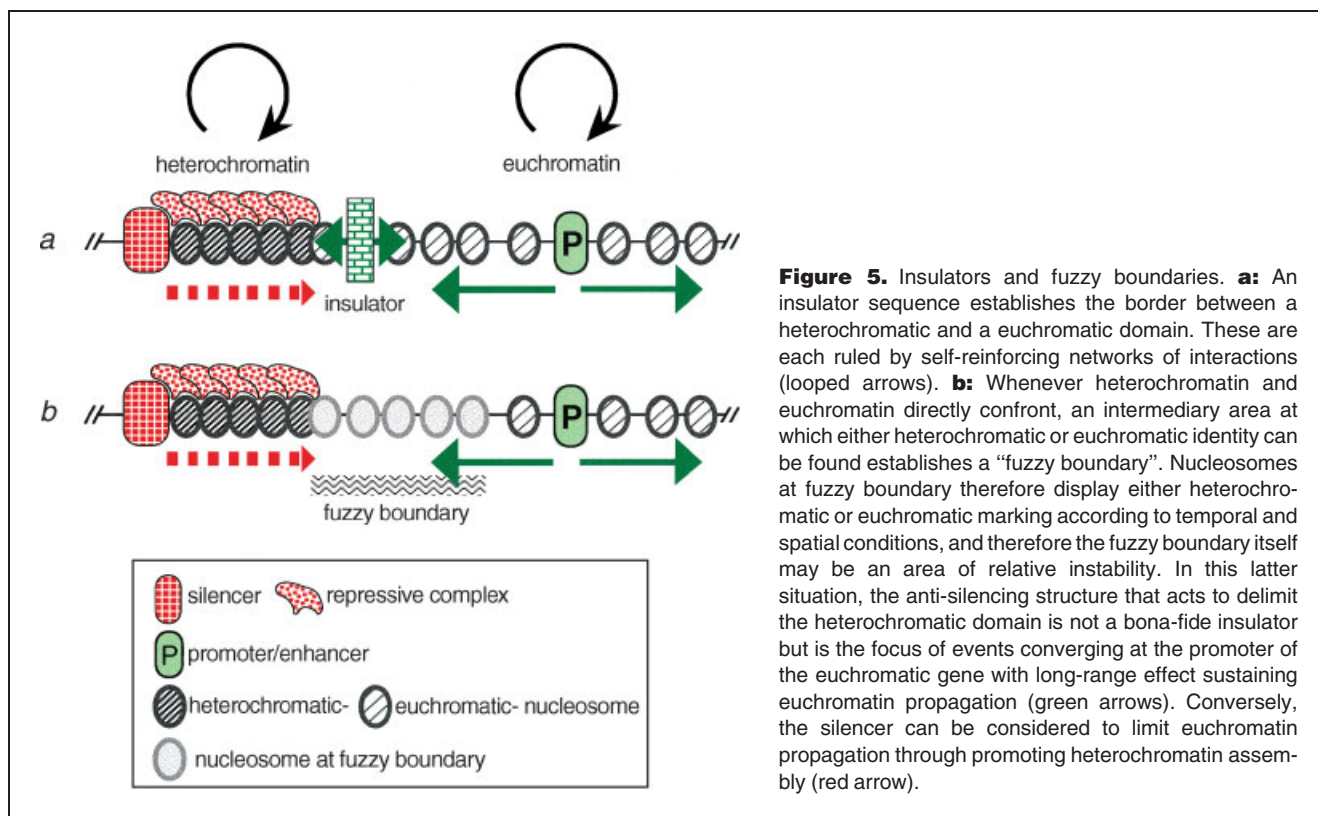 heterochromatin
euchromatin
a
P
insulator
b
P
fuzzy boundary
silencer
repressive complex
P promoter/enhancer
heterochromatic-
euchromatic- nucleosome
nucleosome at fuzzy boundary
Figure 5. Insulators and fuzzy boundaries. a: An
insulator sequence establishes the border between a
heterochromatic and a euchromatic domain. These are
each ruled by self-reinforcing networks of interactions
(looped arrows). b: Whenever heterochromatin and
euchromatin directly confront, an intermediary area at
which either heterochromatic or euchromatic identity can
be found establishes a “fuzzy boundary”. Nucleosomes
at fuzzy boundary therefore display either heterochro-
matic or euchromatic marking according to temporal and
spatial conditions, and therefore the fuzzy boundary itself
may be an area of relative instability. In this latter
situation, the anti-silencing structure that acts to delimit
the heterochromatic domain is not a bona-fide insulator
but is the focus of events converging at the promoter of
the euchromatic gene with long-range effect sustaining
euchromatin propagation (green arrows). Conversely,
the silencer can be considered to limit euchromatin
propagation through promoting heterochromatin assem-
bly (red arrow).